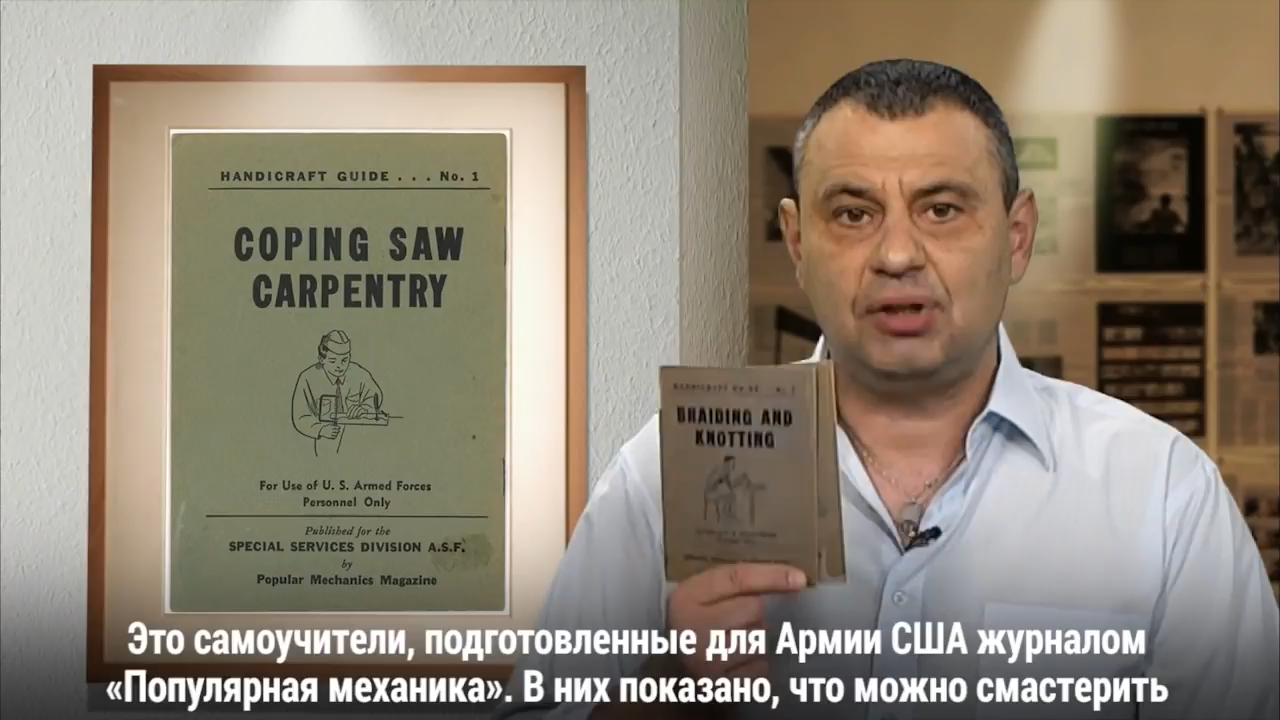 HANDICRAFT GUIDE . . . No. 1
COPING SAW
CARPENTRY
For Use of U. S. Armed Forces
Personnel Only
Published for the
SPECIAL SERVICES DIVISION A.S.F.
by
Popular Mechanics Magazine
BRAIDING AND
KNOTTING
Это самоучители, подготовленные для Армии США журналом
«Популярная механика». В них показано, что можно смастерить